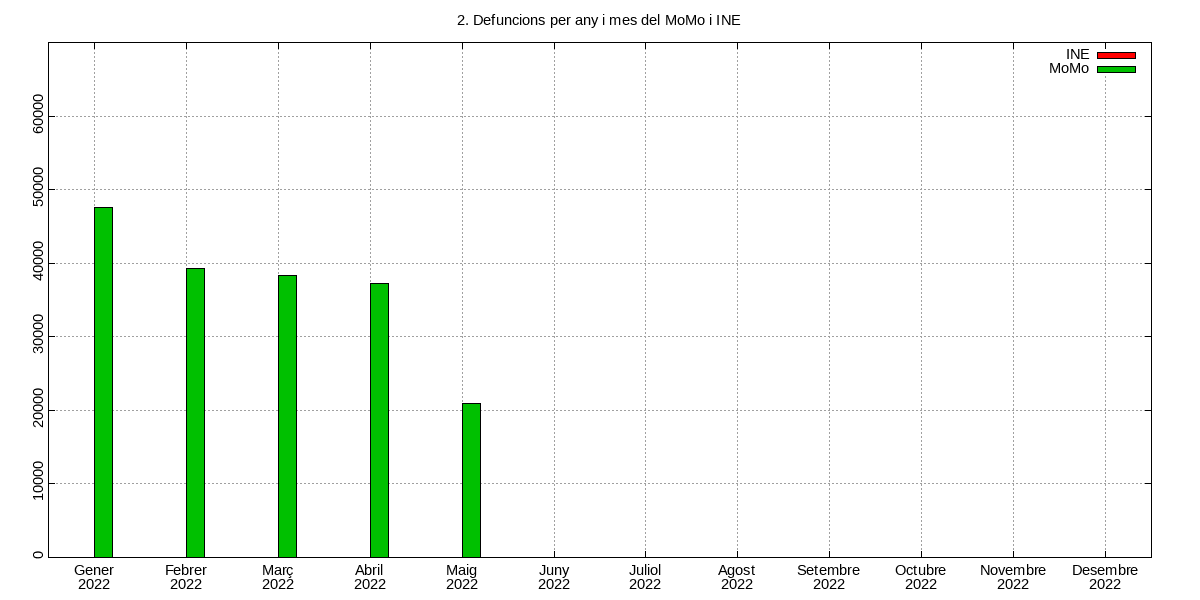 2. Defuncions per any i mes del MoMo i INE
INE
MoMo
60000
50000
40000
30000
20000
10000
0
Gener Febrer Març Abril Maig Juny Juliol Agost Setembre Octubre Novembre Desembre
2022 2022 2022 2022 2022 2022 2022 2022 2022 2022 2022 2022